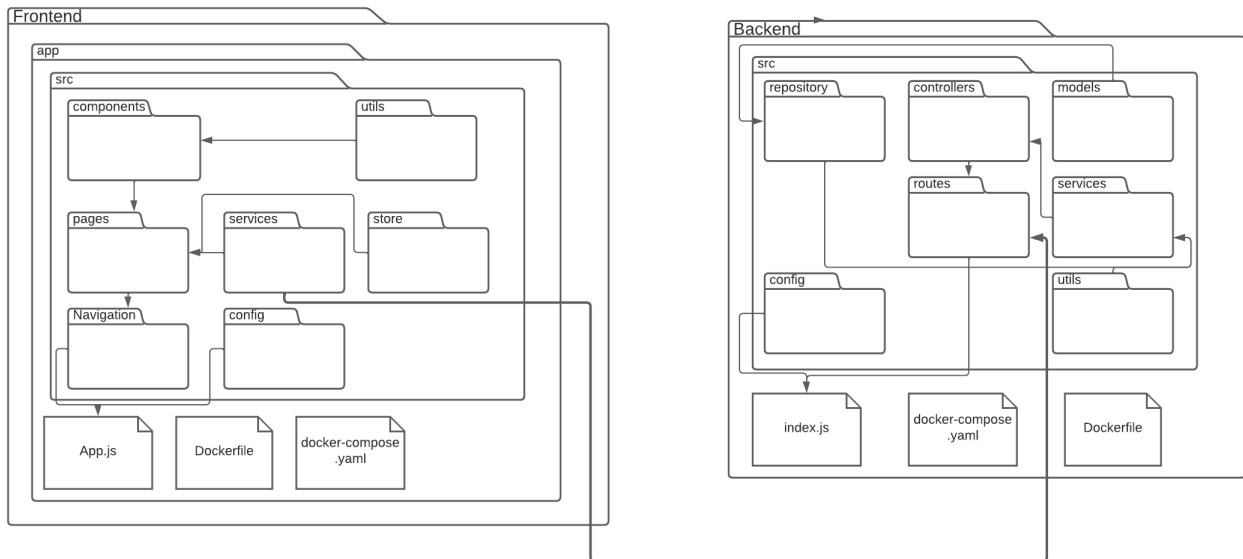 Frontend
app
src
components
utils
pages
services
store
Navigation
config
App.js
Dockerfile
docker-compose
.yaml
Backend
src
repository
controllers
models
routes
services
config
utils
index.js
docker-compose
.yaml
Dockerfile